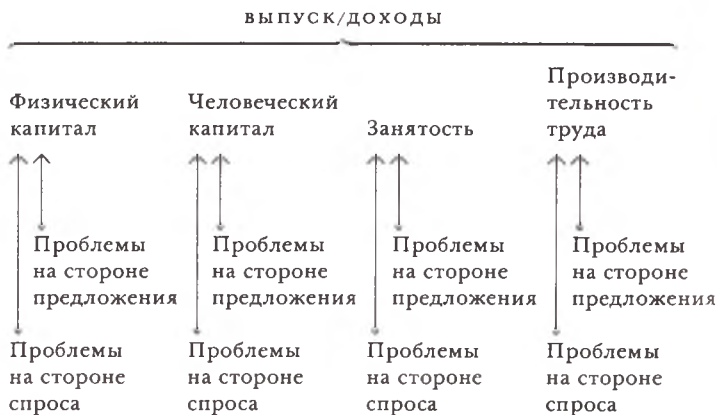 ВЫПУСК/ДОХОДЫ
Физический
капитал
Человеческий
капитал
Занятость
Производи-
тельность
труда
Проблемы
на стороне
предложения
Проблемы
на стороне
предложения
Проблемы
на стороне
предложения
Проблемы
на стороне
предложения
Проблемы
на стороне
спроса
Проблемы
на стороне
спроса
Проблемы
на стороне
спроса
Проблемы
на стороне
спроса